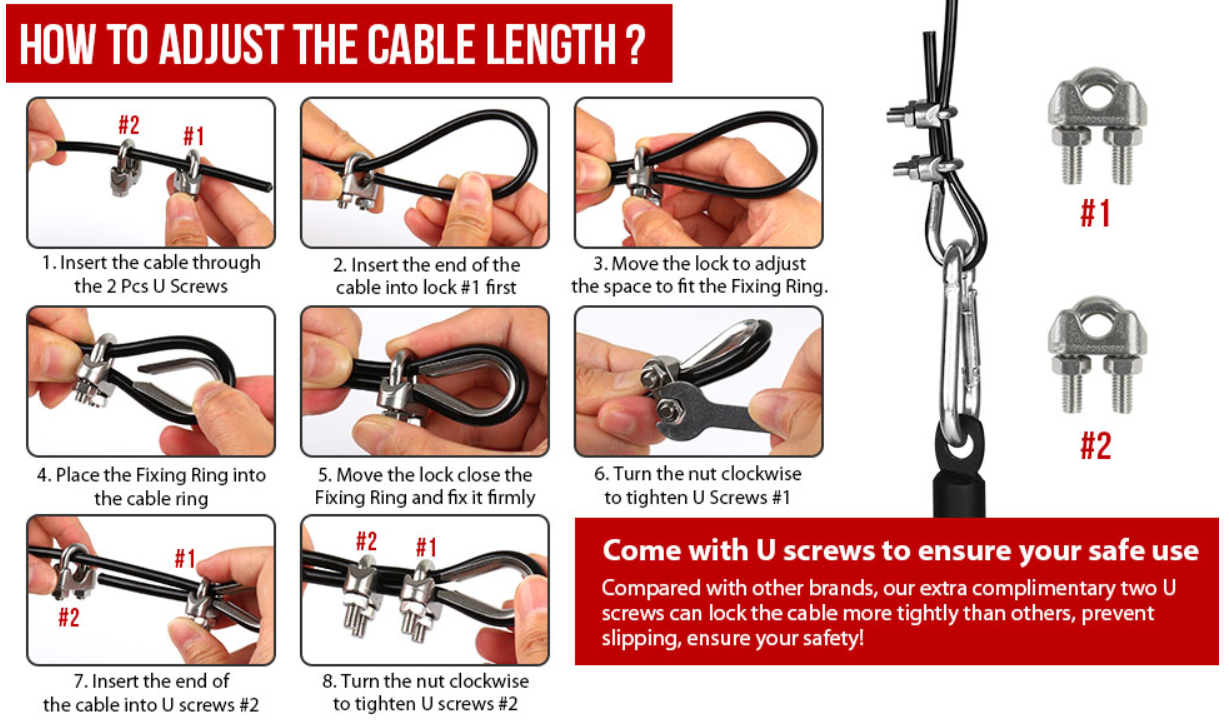 HOW TO ADJUST THE CABLE LENGTH ?
#2
#1
1. Insert the cable through
the 2 Pcs U Screws
2. Insert the end of the
cable into lock #1 first
3. Move the lock to adjust
the space to fit the Fixing Ring.
4. Place the Fixing Ring into
the cable ring
5. Move the lock close the
Fixing Ring and fix it firmly
6. Turn the nut clockwise
to tighten U Screws #1
#1
#2
7. Insert the end of
the cable into U screws #2
#2
#1
8. Turn the nut clockwise
to tighten U screws #2
#1
#2
Come with U screws to ensure your safe use
Compared with other brands, our extra complimentary two U
screws can lock the cable more tightly than others, prevent
slipping, ensure your safety!